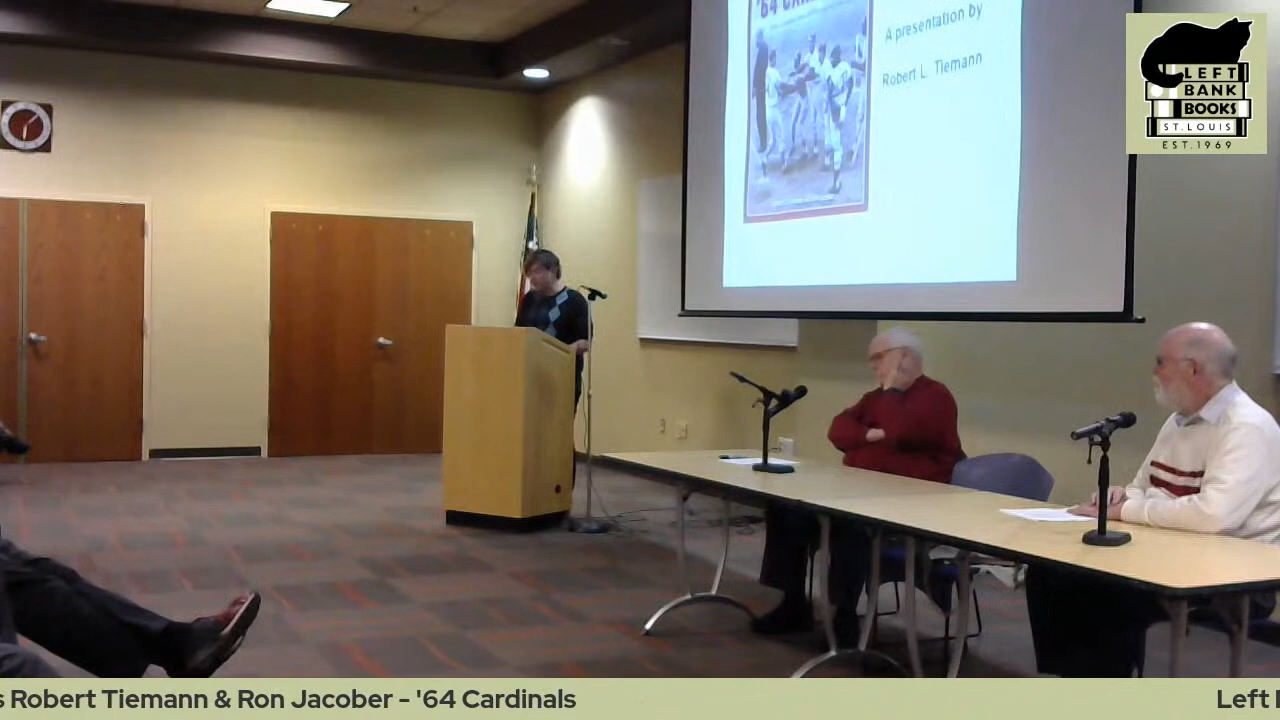 '64 CAR
A presentation by
Robert L. Tiemann
LEFT
BANK
BOOKS
ST. LOUIS
EST. 1969
s Robert Tiemann & Ron Jacober - '64 Cardinals
Left